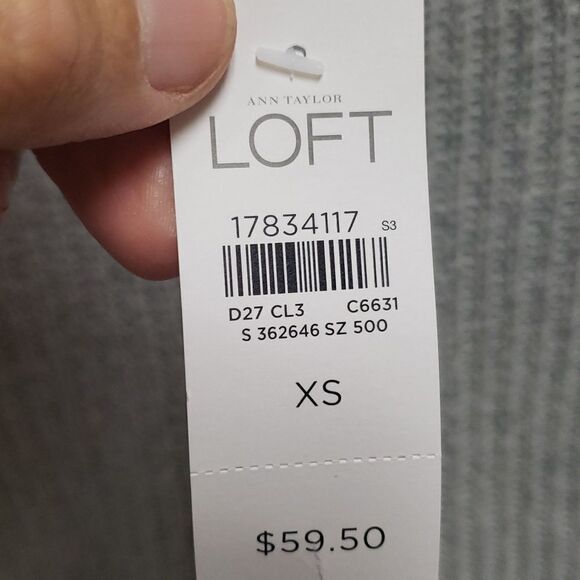 ANN TAYLOR
LOFT
17834117 S3
D27 CL3 C6631
S 362646 SZ 500
XS
$59.50